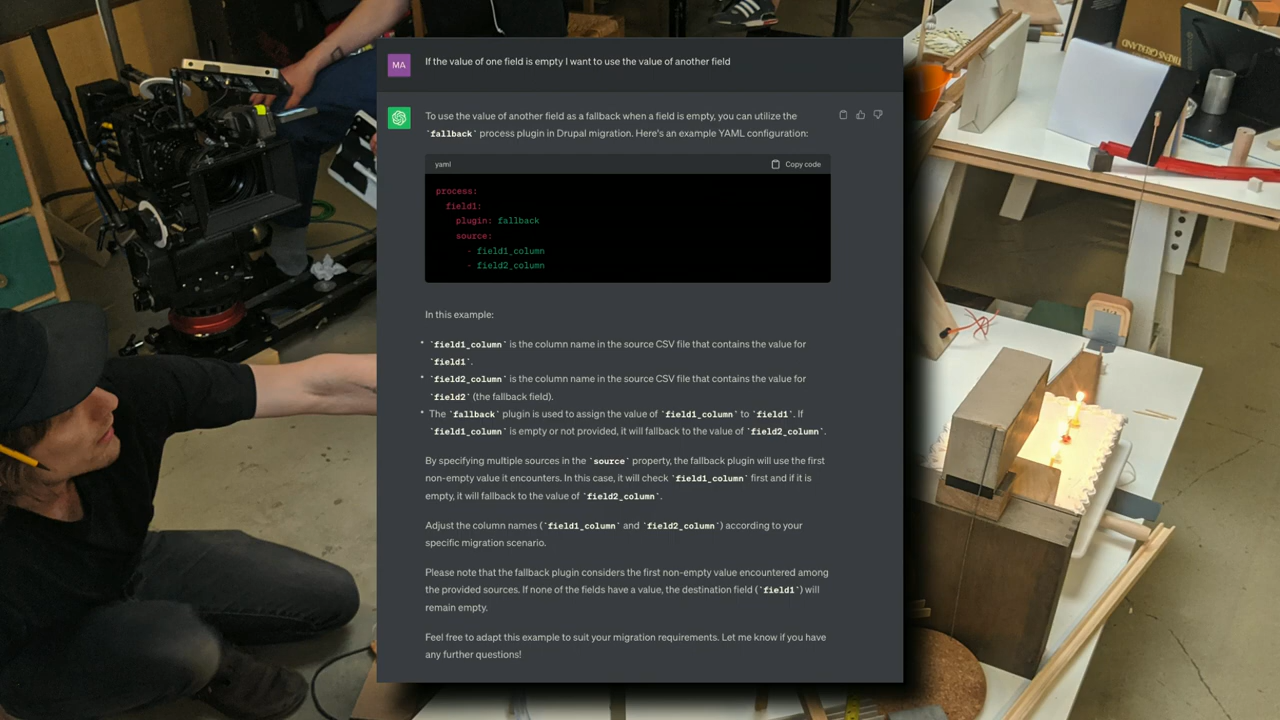 MA
If the value of one field is empty I want to use the value of another field
To use the value of another field as a fallback when a field is empty, you can utilize the
`fallback` process plugin in Drupal migration. Here's an example YAML configuration:
yaml
Copy code
process:
  field1:
    plugin: fallback
    source:
      - field1_column
      - field2_column
In this example:
• `field1_column` is the column name in the source CSV file that contains the value for
`field1`.
• `field2_column` is the column name in the source CSV file that contains the value for
`field2` (the fallback field).
• The `fallback` plugin is used to assign the value of `field1_column` to `field1`. If
`field1_column` is empty or not provided, it will fallback to the value of `field2_column`.
By specifying multiple sources in the `source` property, the fallback plugin will use the first
non-empty value it encounters. In this case, it will check `field1_column` first and if it is
empty, it will fallback to the value of `field2_column`.
Adjust the column names (`field1_column` and `field2_column`) according to your
specific migration scenario.
Please note that the fallback plugin considers the first non-empty value encountered among
the provided sources. If none of the fields have a value, the destination field (`field1`) will
remain empty.
Feel free to adapt this example to suit your migration requirements. Let me know if you have
any further questions!